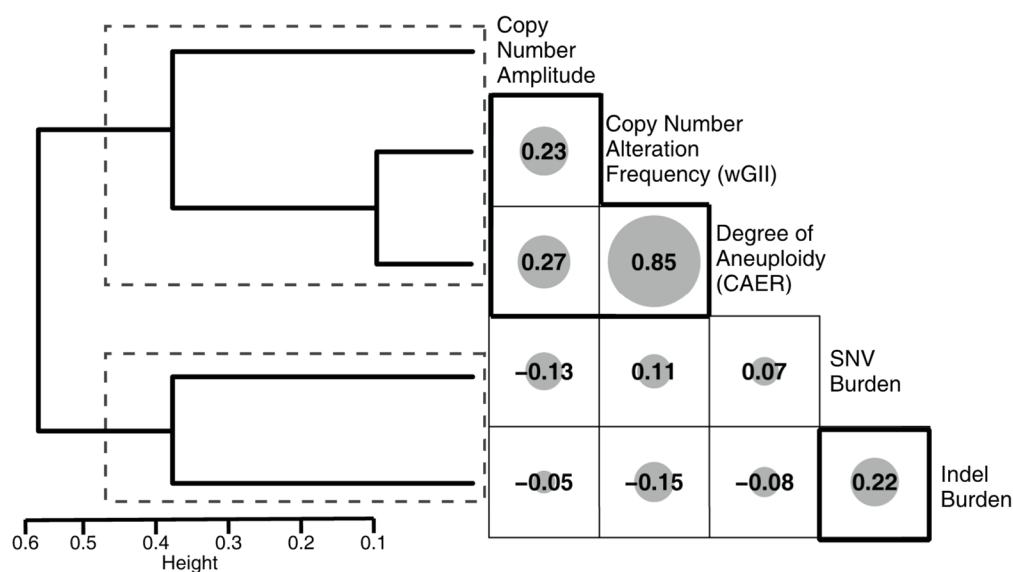 Copy
Number
Amplitude
Copy Number
Alteration
Frequency (wGII)
0.23
Degree of
Aneuploidy
(CAER)
0.27 0.85
SNV
Burden
−0.13 0.11 0.07
Indel
Burden
−0.05 −0.15 −0.08 0.22
0.6 0.5 0.4 0.3 0.2 0.1
Height